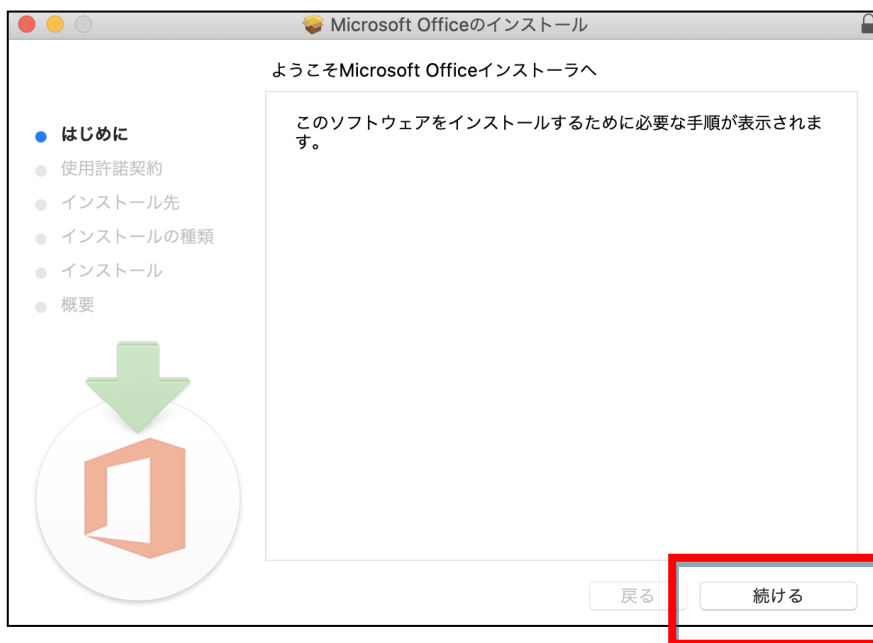 Microsoft Officeのインストール
ようこそMicrosoft Officeインストーラへ
はじめに
使用許諾契約
インストール先
インストールの種類
インストール
概要
このソフトウェアをインストールするために必要な手順が表示されま
す。
戻る
続ける